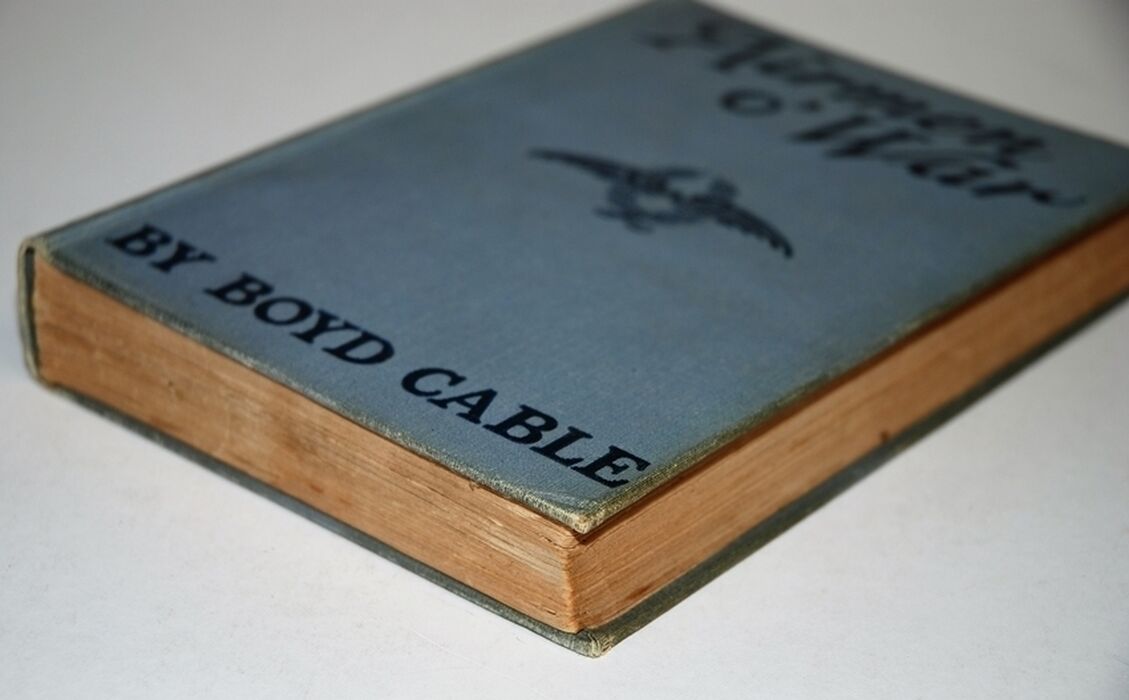 Airmen
O' War
BY BOYD CABLE